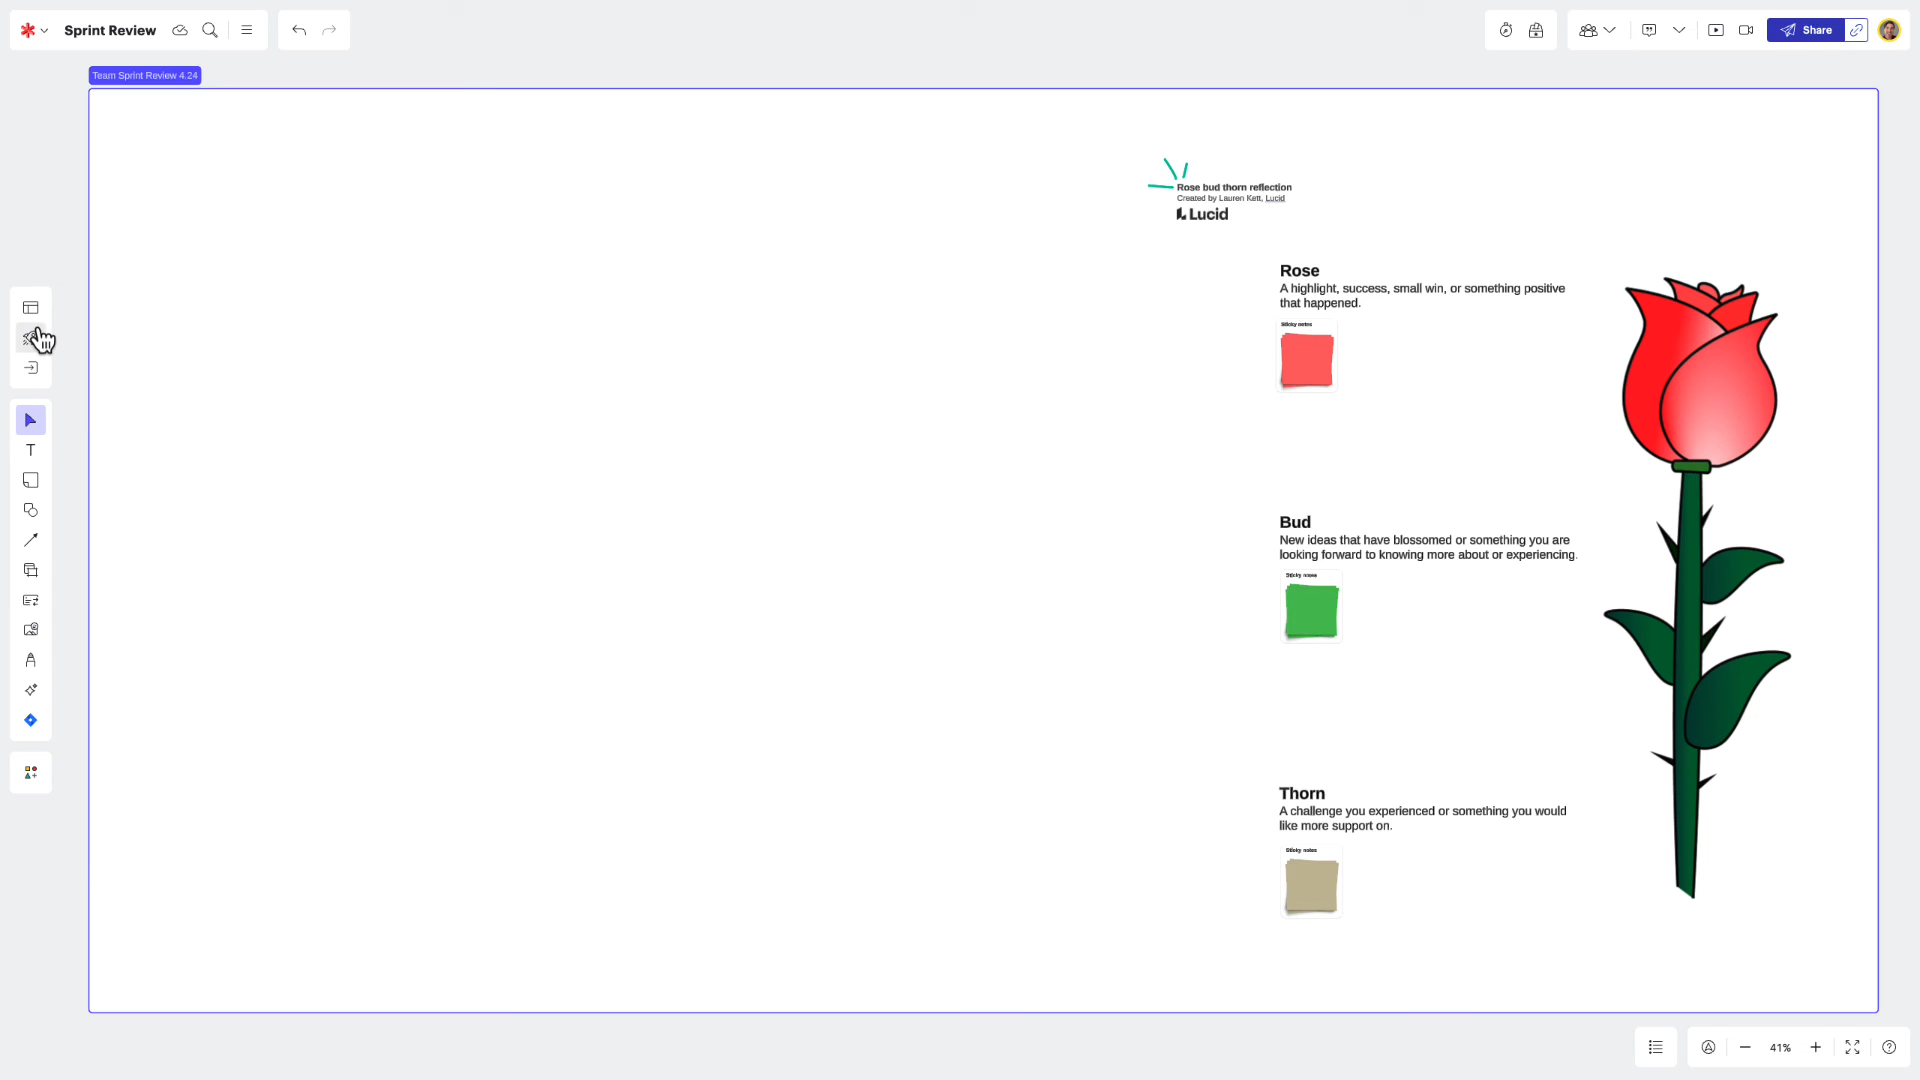 Sprint Review
Share
Team Sprint Review 4.24
Rose bud thorn reflection
Created by Lauren Kett, Lucid
Lucid
Rose
A highlight, success, small win, or something positive
that happened.
Sticky notes
Bud
New ideas that have blossomed or something you are
looking forward to knowing more about or experiencing.
Sticky notes
Thorn
A challenge you experienced or something you would
like more support on.
Sticky notes
41%